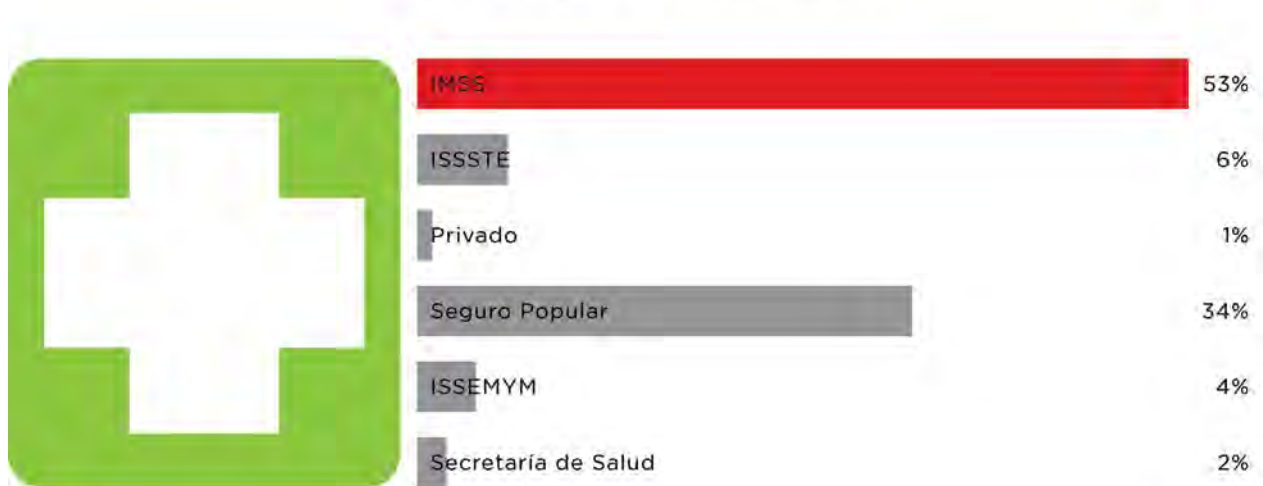 IMSS 53%
ISSSTE 6%
Privado 1%
Seguro Popular 34%
ISSEMYM 4%
Secretaría de Salud 2%